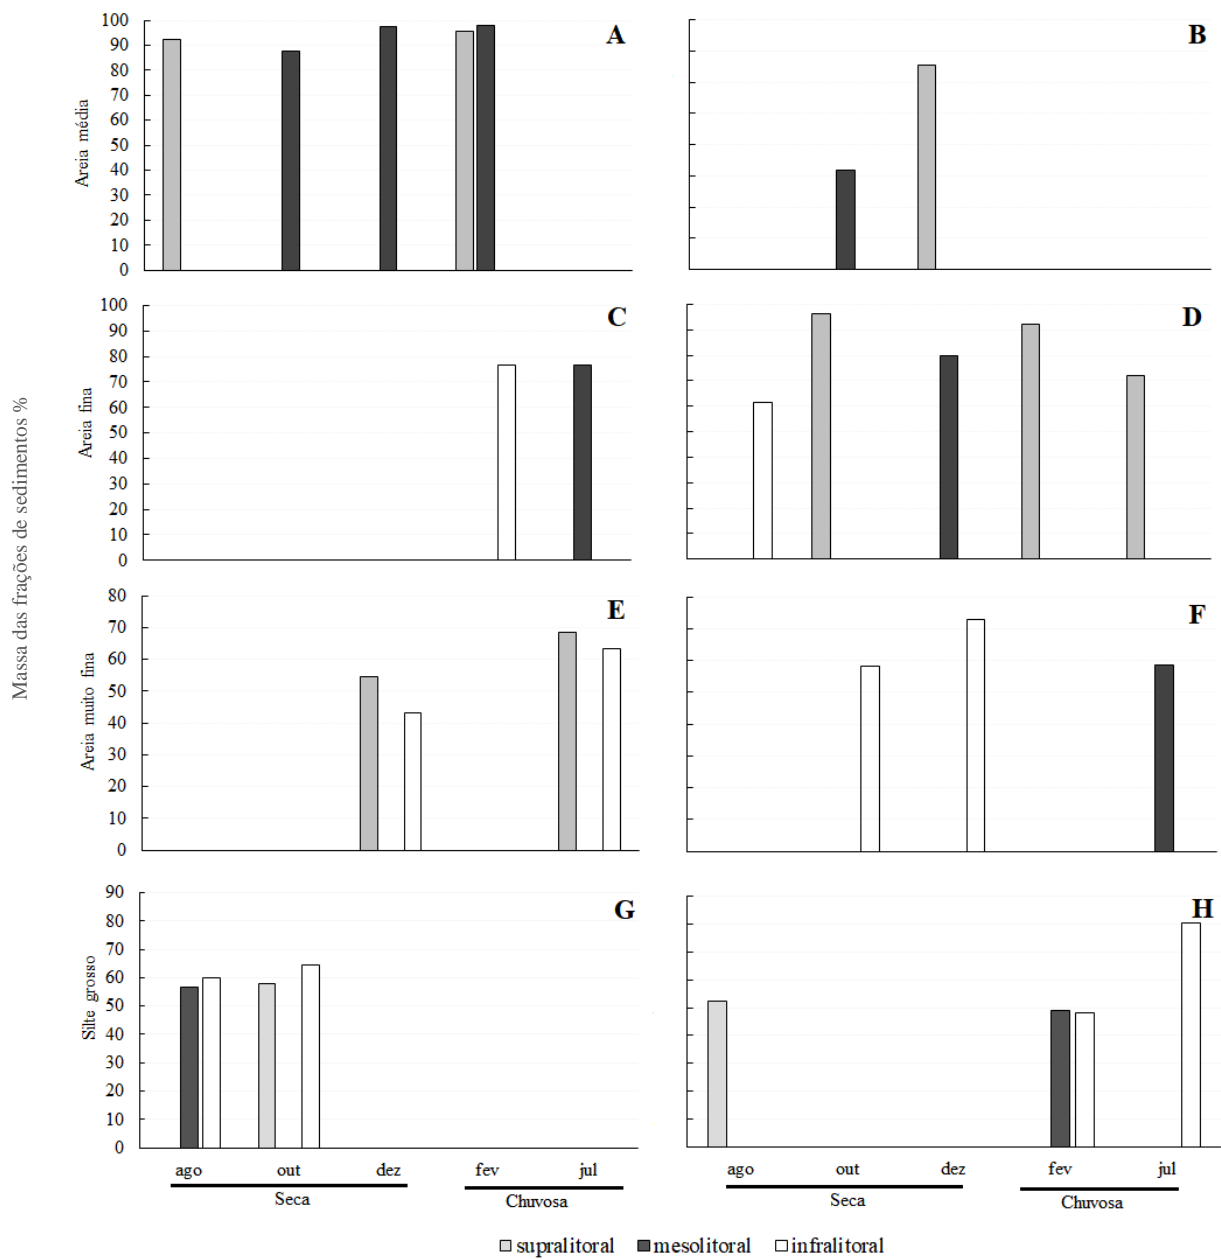 Massa das frações de sedimentos %
Areia média
100
90
80
70
60
50
40
30
20
10
0
A
B
Areia fina
100
90
80
70
60
50
40
30
20
10
0
C
D
Areia muito fina
80
70
60
50
40
30
20
10
0
E
F
Silte grosso
90
80
70
60
50
40
30
20
10
0
G
H
ago out dez fev jul
Seca Chuvosa
ago out dez fev jul
Seca Chuvosa
supralitoral mesolitoral infralitoral